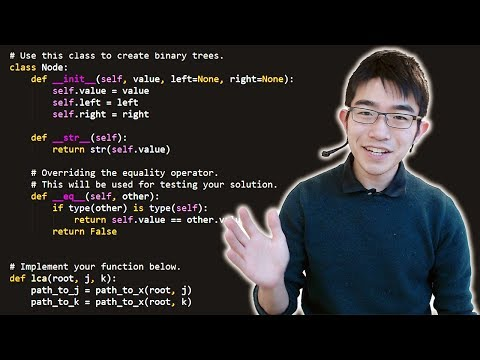 # Use this class to create binary trees.
class Node:
def __init__(self, value, left=None, right=None):
self.value = value
self.left = left
self.right = right
def __str__(self):
return str(self.value)
# Overriding the equality operator.
# This will be used for testing your solution.
def __eq__(self, other):
if type(other) is type(self):
return self.value == other.v
return False
# Implement your function below.
def lca(root, j, k):
path_to_j = path_to_x(root, j)
path_to_k = path_to_x(root, k)